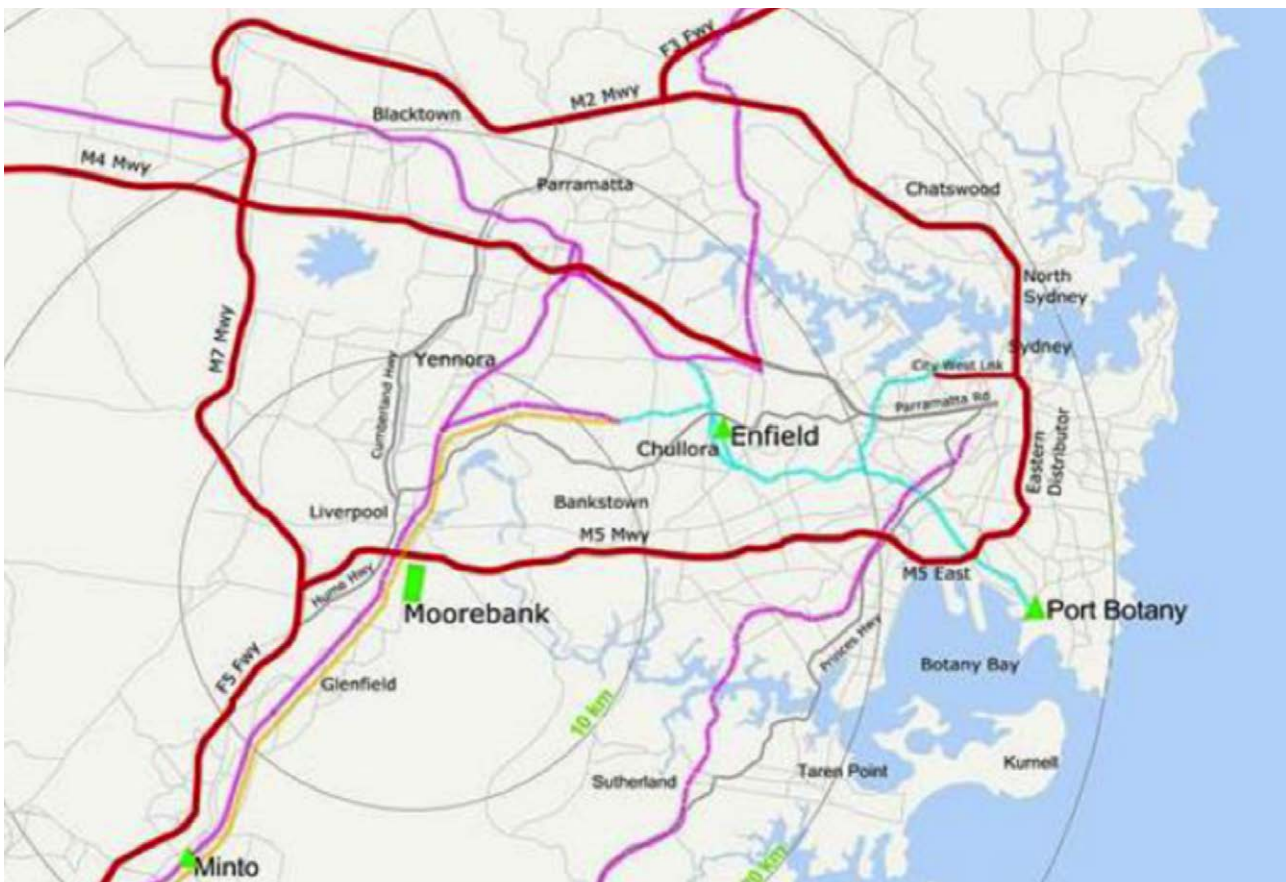 F3 Fwy
M2 Mwy
Blacktown
M4 Mwy
Parramatta
Chatswood
North
Sydney
M7 Mwy
Sydney
Yennora
City West Lnk
Cumberland Hwy
Parramatta Rd
Enfield
Chullora
Eastern
Distributor
Bankstown
Liverpool
M5 Mwy
M5 East
Hume Hwy
Moorebank
Port Botany
Princes Hwy
Botany Bay
F5 Fwy
Glenfield
10 km
Sutherland
Taren Point
Kurnell
Minto